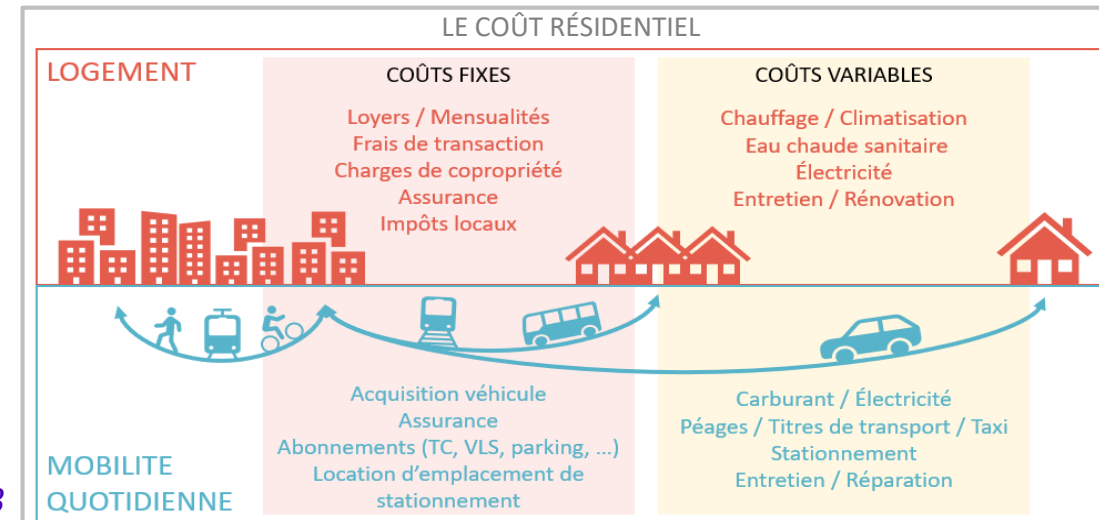 LE COÛT RÉSIDENTIEL
LOGEMENT
COÛTS FIXES
Loyers / Mensualités
Frais de transaction
Charges de copropriété
Assurance
Impôts locaux
COÛTS VARIABLES
Chauffage / Climatisation
Eau chaude sanitaire
Électricité
Entretien / Rénovation
Acquisition véhicule
Assurance
Abonnements (TC, VLS, parking, ...)
Location d’emplacement de
stationnement
Carburant / Électricité
Péages / Titres de transport / Taxi
Stationnement
Entretien / Réparation
MOBILITE
QUOTIDIENNE